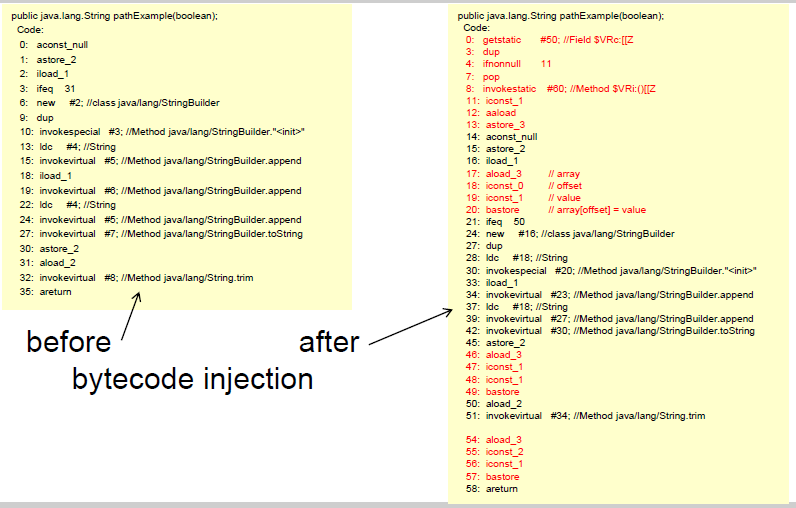 public java.lang.String pathExample(boolean);
Code:
0: aconst_null
1: astore_2
2: iload_1
3: ifeq 31
6: new #2; //class java/lang/StringBuilder
9: dup
10: invokespecial #3; //Method java/lang/StringBuilder."<init>"
13: ldc #4; //String
15: invokevirtual #5; //Method java/lang/StringBuilder.append
18: iload_1
19: invokevirtual #6; //Method java/lang/StringBuilder.append
22: ldc #4; //String
24: invokevirtual #5; //Method java/lang/StringBuilder.append
27: invokevirtual #7; //Method java/lang/StringBuilder.toString
30: astore_2
31: aload_2
32: invokevirtual #8; //Method java/lang/String.trim
35: areturn
before
after
bytecode injection
public java.lang.String pathExample(boolean);
Code:
0: getstatic #50; //Field $VRc:[[Z
3: dup
4: ifnonnull 11
7: pop
8: invokestatic #60; //Method $VRi:()[[Z
11: iconst_1
12: aaload
13: astore_3
14: aconst_null
15: astore_2
16: iload_1
17: aload_3 // array
18: iconst_0 // offset
19: iconst_1 // value
20: bastore // array[offset] = value
21: ifeq 50
24: new #16; //class java/lang/StringBuilder
27: dup
28: ldc #18; //String
30: invokespecial #20; //Method java/lang/StringBuilder."<init>"
33: iload_1
34: invokevirtual #23; //Method java/lang/StringBuilder.append
37: ldc #18; //String
39: invokevirtual #27; //Method java/lang/StringBuilder.append
42: invokevirtual #30; //Method java/lang/StringBuilder.toString
45: astore_2
46: aload_3
47: iconst_1
48: iconst_1
49: bastore
50: aload_2
51: invokevirtual #34; //Method java/lang/String.trim
54: aload_3
55: iconst_2
56: iconst_1
57: bastore
58: areturn